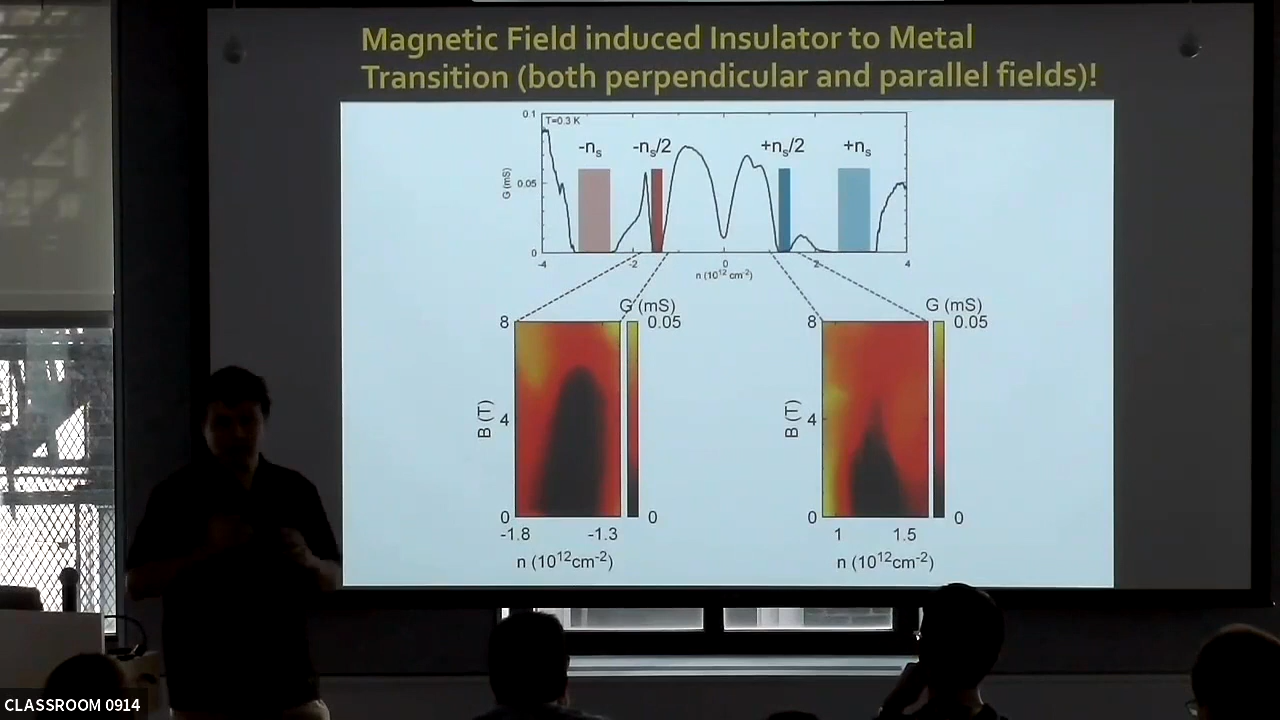 Magnetic Field induced Insulator to Metal
Transition (both perpendicular and parallel fields)!
0.1
T=0.3 K
-nₛ
-nₛ/2
+nₛ/2
+nₛ
G (mS)
0.05
0
-4
-2
0
2
4
n (10¹² cm⁻²)
G (mS)
8
0.05
B (T)
4
0
0
-1.8
-1.3
n (10¹²cm⁻²)
G (mS)
8
0.05
B (T)
4
0
0
1
1.5
n (10¹²cm⁻²)
CLASSROOM 0914